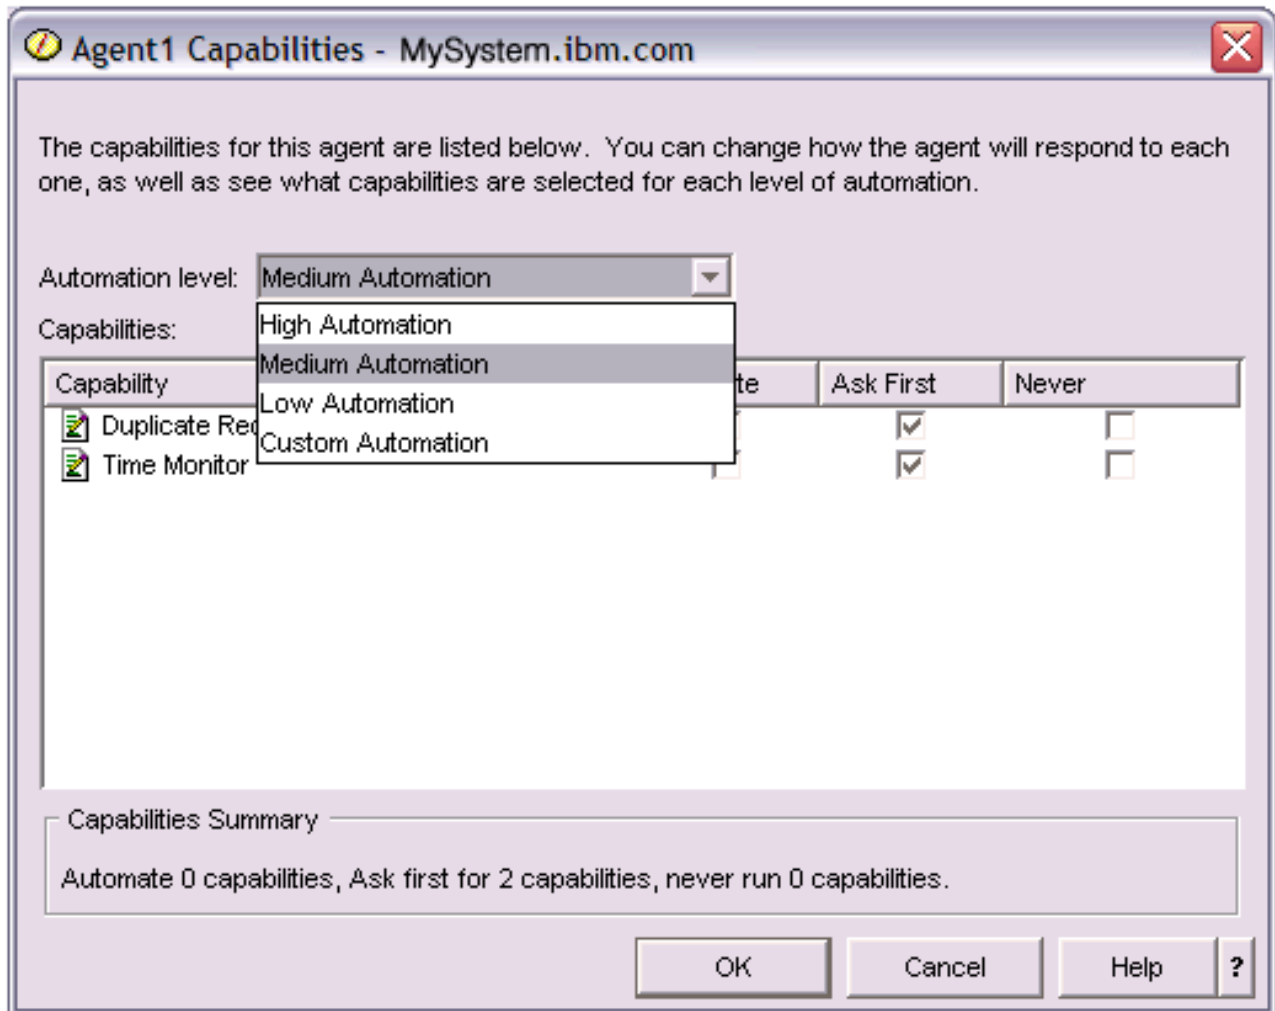 Agent1 Capabilities - MySystem.ibm.com
The capabilities for this agent are listed below. You can change how the agent will respond to each
one, as well as see what capabilities are selected for each level of automation.
Automation level: Medium Automation
High Automation
Capabilities:
Medium Automation
Capability Ask First Never
Low Automation
Duplicate
Custom Automation
Time Monitor
Capabilities Summary
Automate 0 capabilities, Ask first for 2 capabilities, never run 0 capabilities.
OK Cancel Help ?